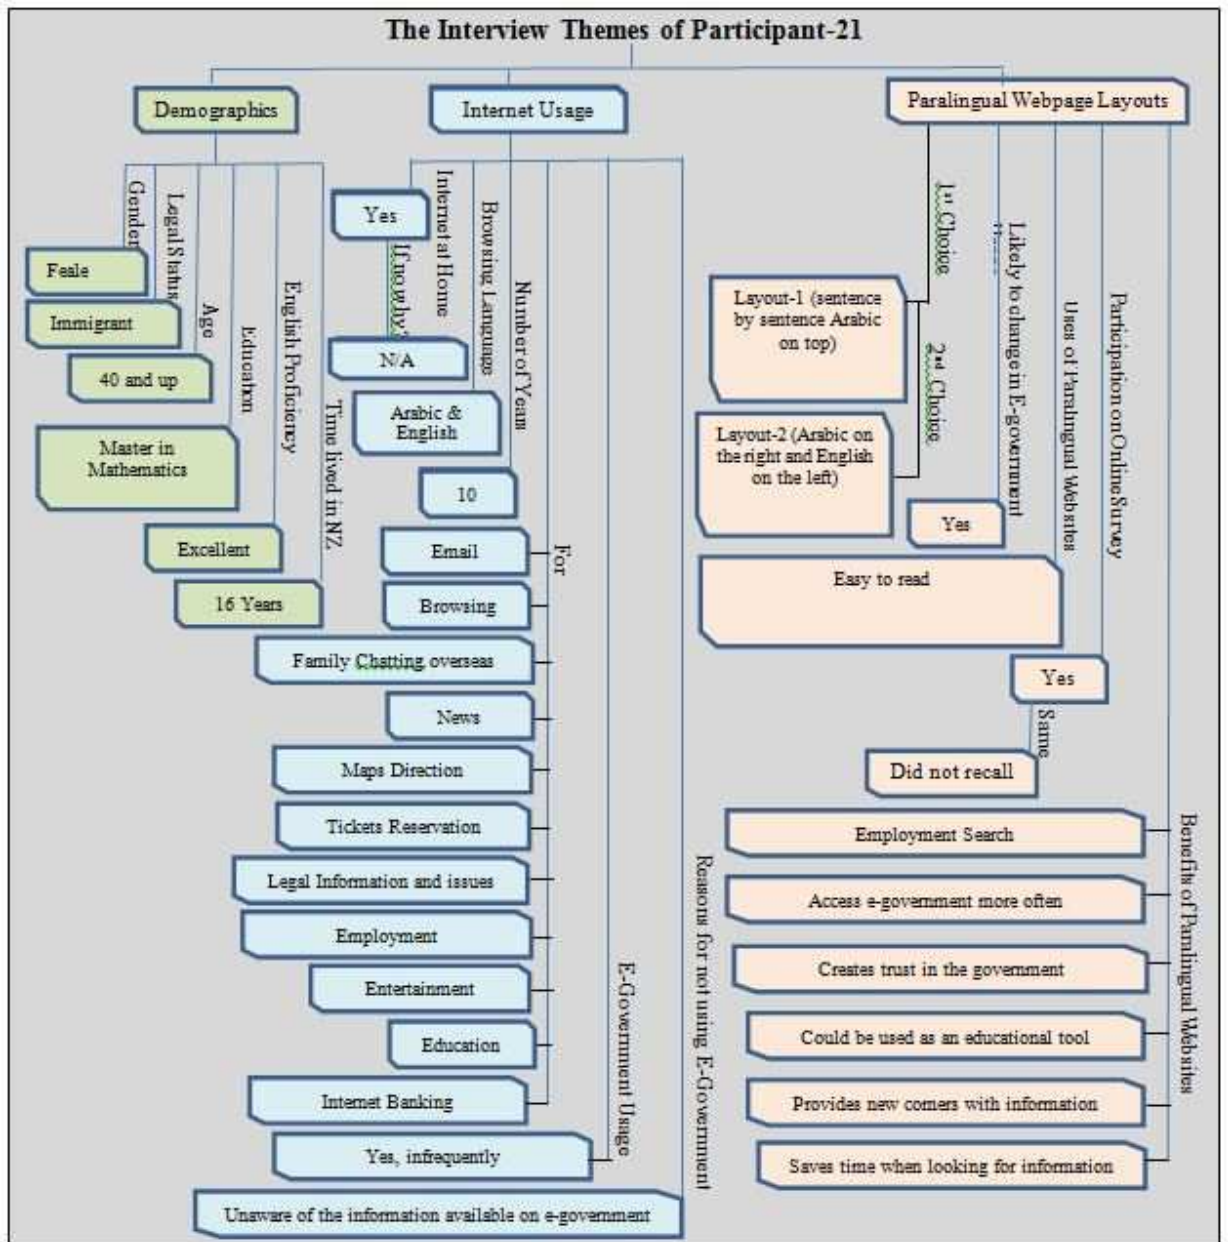 The Interview Themes of Participant-21
Demographics
Gender
Feale
Legal Status
Immigrant
Age
40 and up
Education
Master in
Mathematics
English Proficiency
Excellent
Time lived in NZ
16 Years
Internet Usage
Internet at Home
Yes
If no why?
N/A
Browsing Language
Arabic &
English
Number of Years
10
For
Email
Browsing
Family Chatting overseas
News
Maps Direction
Tickets Reservation
Legal Information and issues
Employment
Entertainment
Education
Internet Banking
E-Government Usage
Yes, infrequently
Reasons for not using E-Government
Unaware of the information available on e-government
Paralingual Webpage Layouts
1st Choice
Layout-1 (sentence
by sentence Arabic
on top)
2nd Choice
Layout-2 (Arabic on
the right and English
on the left)
Likely to change in E-government
Yes
Uses of Paralingual Websites
Easy to read
Participation on Online Survey
Yes
Same
Did not recall
Benefits of Paralingual Websites
Employment Search
Access e-government more often
Creates trust in the government
Could be used as an educational tool
Provides new comers with information
Saves time when looking for information